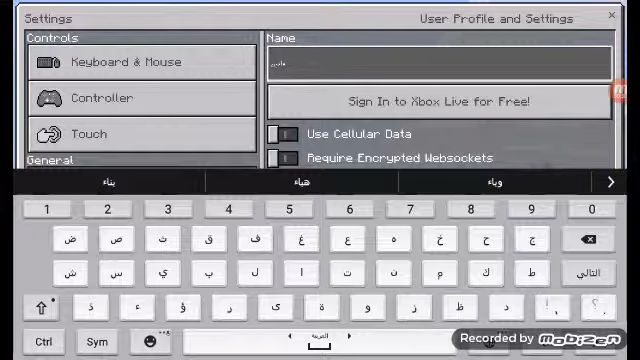 Settings
User Profile and Settings
Controls
Keyboard & Mouse
Controller
Touch
General
Name
Sign In to Xbox Live for Free!
Use Cellular Data
Require Encrypted Websockets
بناء هباء وباء
1 2 3 4 5 6 7 8 9 0
ض ص ث ق ف غ ع ه خ ح ج
ش س ي ب ل ا ت ن م ك ط التالي
ذ ء ؤ ر ى ة و ز ظ د ! ؟
Ctrl Sym العربية
Recorded by MOBIZEN